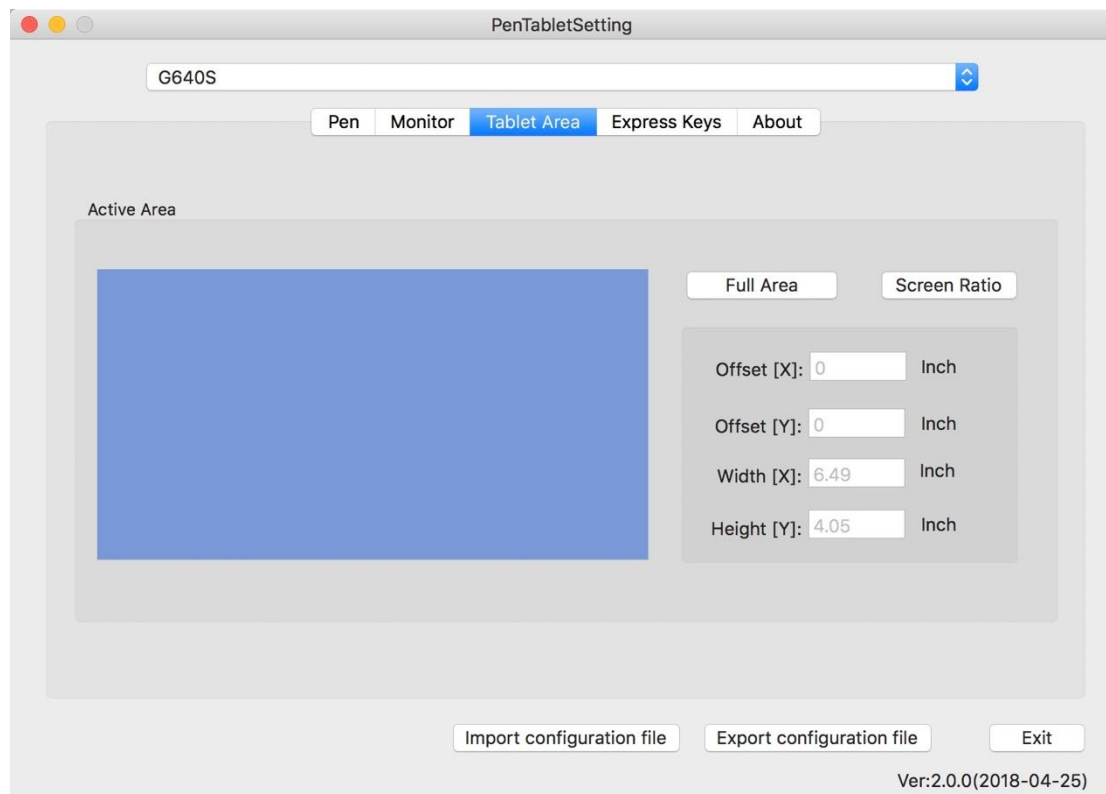 PenTabletSetting
G640S
Pen Monitor Tablet Area Express Keys About
Active Area
Full Area Screen Ratio
Offset [X]: 0 Inch
Offset [Y]: 0 Inch
Width [X]: 6.49 Inch
Height [Y]: 4.05 Inch
Import configuration file Export configuration file Exit
Ver:2.0.0(2018-04-25)